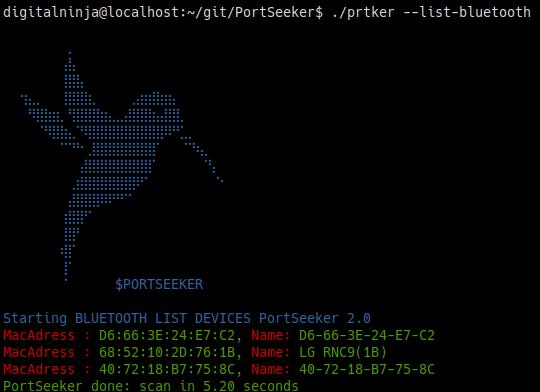 digitalninja@localhost:~/git/PortSeeker$ ./prtker --list-bluetooth
$PORTSEEKER
Starting BLUETOOTH LIST DEVICES PortSeeker 2.0
MacAdress : D6:66:3E:24:E7:C2, Name: D6-66-3E-24-E7-C2
MacAdress : 68:52:10:2D:76:1B, Name: LG RNC9(1B)
MacAdress : 40:72:18:B7:75:8C, Name: 40-72-18-B7-75-8C
PortSeeker done: scan in 5.20 seconds